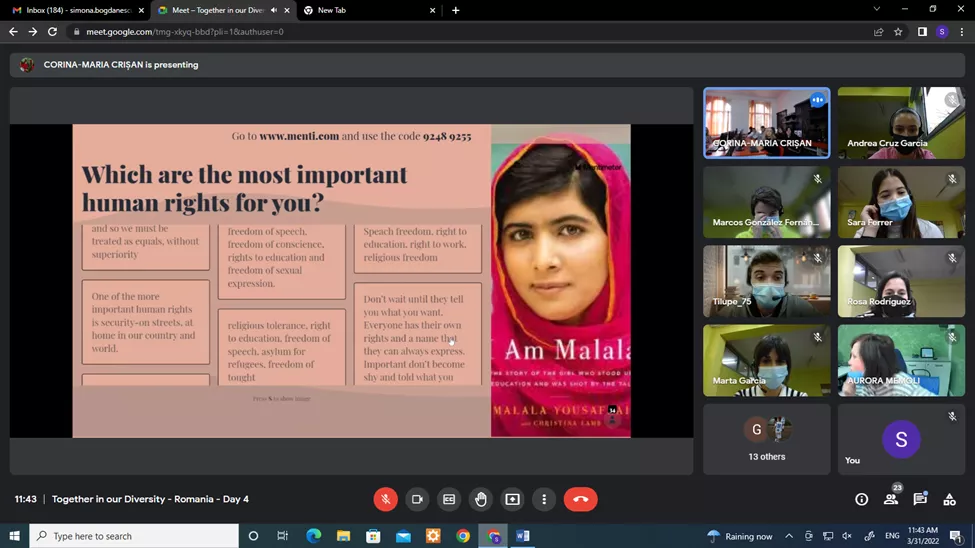 Inbox (184) - simona.bogdanesc
Meet – Together in our Diversi
New Tab
meet.google.com/tmg-xkyq-bbd?pli=1&authuser=0
S
CORINA-MARIA CRIȘAN is presenting
Go to www.menti.com and use the code 9248 9255
Which are the most important
human rights for you?
and so we must be
treated as equals, without
superiority
One of the more
important human rights
is security-on streets, at
home in our country and
world.
freedom of speech,
freedom of conscience,
rights to education and
freedom of sexual
expression.
religious tolerance, right
to education, freedom of
speech, asylum for
refugees, freedom of
tought
Speach freedom, right to
education, right to work,
religious freedom
Don't wait until they tell
you what you want.
Everyone has their own
rights and a name that
they can always express.
Important don't become
shy and told what you
Press S to show image
I Am Malala
THE STORY OF THE GIRL WHO STOOD U
EDUCATION AND WAS SHOT BY THE TAL
MALALA YOUSAFZAI
with CHRISTINA LAMB
34
CORINA-MARIA CRIȘAN
Andrea Cruz Garcia
Marcos González Fernán...
Sara Ferrer
Tilupe_75
Rosa Rodríguez
Marta García
AURORA MEMOLI
G
13 others
S
You
11:43 | Together in our Diversity - Romania - Day 4
23
Type here to search
Raining now
ENG
11:43 AM
3/31/2022
1